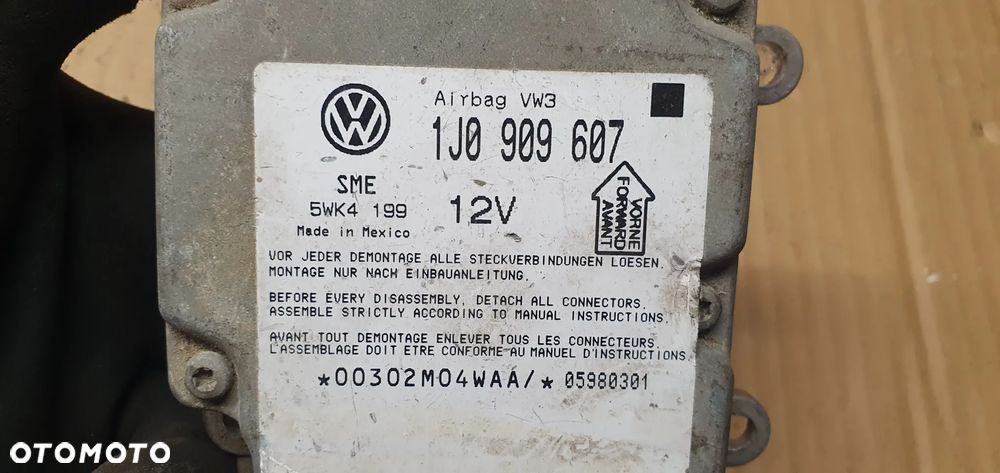 Airbag VW3
1J0 909 607
SME
5WK4 199
Made in Mexico
12V
VORNE
FORWARD
AVANT
VOR JEDER DEMONTAGE ALLE STECKVERBINDUNGEN LOESEN.
MONTAGE NUR NACH EINBAUANLEITUNG.
BEFORE EVERY DISASSEMBLY, DETACH ALL CONNECTORS.
ASSEMBLE STRICTLY ACCORDING TO MANUAL INSTRUCTIONS.
AVANT TOUT DEMONTAGE ENLEVER TOUS LES CONNECTEURS.
L'ASSEMBLAGE DOIT ETRE CONFORME AU MANUEL D'INSTRUCTIONS
*00302M04WAA/* 05980301
OTOMOTO